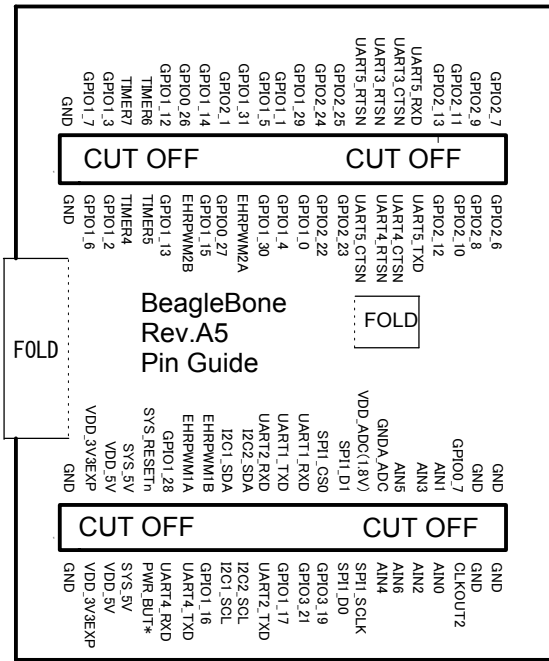 GND
GPIO1_7
GPIO1_3
TIMER7
TIMER6
GPIO1_12
GPIO0_26
GPIO1_14
GPIO2_1
GPIO1_31
GPIO1_5
GPIO1_1
GPIO1_29
GPIO2_24
GPIO2_25
UART5_RTSN
UART3_RTSN
UART3_CTSN
UART5_RXD
GPIO2_13
GPIO2_11
GPIO2_9
GPIO2_7
CUT OFF
CUT OFF
GND
GPIO1_6
GPIO1_2
TIMER4
TIMER5
GPIO1_13
EHRPWM2B
GPIO1_15
GPIO0_27
EHRPWM2A
GPIO1_30
GPIO1_4
GPIO1_0
GPIO2_22
GPIO2_23
UART5_CTSN
UART4_RTSN
UART4_CTSN
UART5_TXD
GPIO2_12
GPIO2_10
GPIO2_8
GPIO2_6
FOLD
BeagleBone
Rev.A5
Pin Guide
FOLD
GND
VDD_3V3EXP
VDD_5V
SYS_5V
SYS_RESETn
GPIO1_28
EHRPWM1A
EHRPWM1B
I2C1_SDA
I2C2_SDA
UART2_RXD
UART1_TXD
UART1_RXD
SPI1_CS0
SPI1_D1
VDD_ADC(1.8V)
GNDA_ADC
AIN5
AIN3
AIN1
GPIO0_7
GND
GND
CUT OFF
CUT OFF
GND
VDD_3V3EXP
VDD_5V
SYS_5V
PWR_BUT*
UART4_RXD
UART4_TXD
GPIO1_16
I2C1_SCL
I2C2_SCL
UART2_TXD
GPIO1_17
GPIO3_21
GPIO3_19
SPI1_D0
SPI1_SCLK
AIN4
AIN6
AIN2
AIN0
CLKOUT2
GND
GND